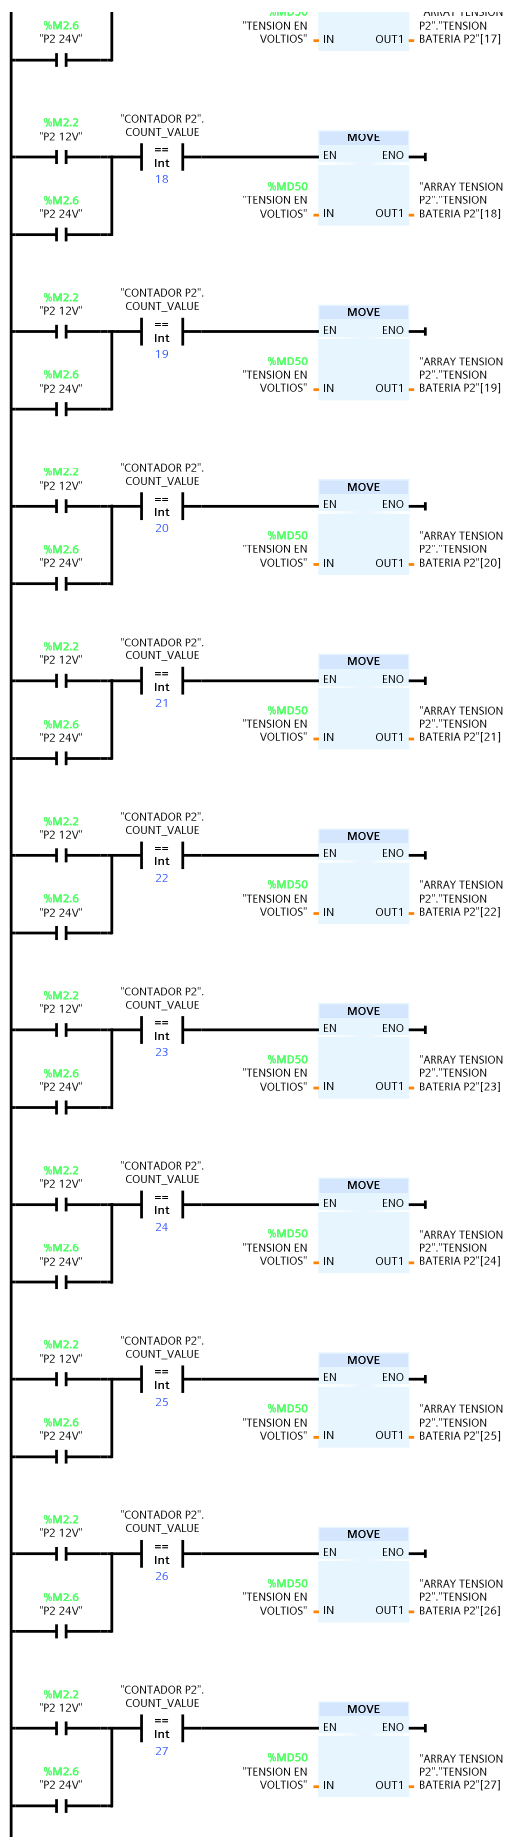 %M2.6
"P2 24V"
%MD50
"TENSION EN
VOLTIOS"
IN
OUT1
"ARRAY TENSION
P2"."TENSION
BATERIA P2"[17]
%M2.2
"P2 12V"
"CONTADOR P2".
COUNT_VALUE
==
Int
18
MOVE
EN
ENO
%M2.6
"P2 24V"
%MD50
"TENSION EN
VOLTIOS"
IN
OUT1
"ARRAY TENSION
P2"."TENSION
BATERIA P2"[18]
%M2.2
"P2 12V"
"CONTADOR P2".
COUNT_VALUE
==
Int
19
MOVE
EN
ENO
%M2.6
"P2 24V"
%MD50
"TENSION EN
VOLTIOS"
IN
OUT1
"ARRAY TENSION
P2"."TENSION
BATERIA P2"[19]
%M2.2
"P2 12V"
"CONTADOR P2".
COUNT_VALUE
==
Int
20
MOVE
EN
ENO
%M2.6
"P2 24V"
%MD50
"TENSION EN
VOLTIOS"
IN
OUT1
"ARRAY TENSION
P2"."TENSION
BATERIA P2"[20]
%M2.2
"P2 12V"
"CONTADOR P2".
COUNT_VALUE
==
Int
21
MOVE
EN
ENO
%M2.6
"P2 24V"
%MD50
"TENSION EN
VOLTIOS"
IN
OUT1
"ARRAY TENSION
P2"."TENSION
BATERIA P2"[21]
%M2.2
"P2 12V"
"CONTADOR P2".
COUNT_VALUE
==
Int
22
MOVE
EN
ENO
%M2.6
"P2 24V"
%MD50
"TENSION EN
VOLTIOS"
IN
OUT1
"ARRAY TENSION
P2"."TENSION
BATERIA P2"[22]
%M2.2
"P2 12V"
"CONTADOR P2".
COUNT_VALUE
==
Int
23
MOVE
EN
ENO
%M2.6
"P2 24V"
%MD50
"TENSION EN
VOLTIOS"
IN
OUT1
"ARRAY TENSION
P2"."TENSION
BATERIA P2"[23]
%M2.2
"P2 12V"
"CONTADOR P2".
COUNT_VALUE
==
Int
24
MOVE
EN
ENO
%M2.6
"P2 24V"
%MD50
"TENSION EN
VOLTIOS"
IN
OUT1
"ARRAY TENSION
P2"."TENSION
BATERIA P2"[24]
%M2.2
"P2 12V"
"CONTADOR P2".
COUNT_VALUE
==
Int
25
MOVE
EN
ENO
%M2.6
"P2 24V"
%MD50
"TENSION EN
VOLTIOS"
IN
OUT1
"ARRAY TENSION
P2"."TENSION
BATERIA P2"[25]
%M2.2
"P2 12V"
"CONTADOR P2".
COUNT_VALUE
==
Int
26
MOVE
EN
ENO
%M2.6
"P2 24V"
%MD50
"TENSION EN
VOLTIOS"
IN
OUT1
"ARRAY TENSION
P2"."TENSION
BATERIA P2"[26]
%M2.2
"P2 12V"
"CONTADOR P2".
COUNT_VALUE
==
Int
27
MOVE
EN
ENO
%M2.6
"P2 24V"
%MD50
"TENSION EN
VOLTIOS"
IN
OUT1
"ARRAY TENSION
P2"."TENSION
BATERIA P2"[27]